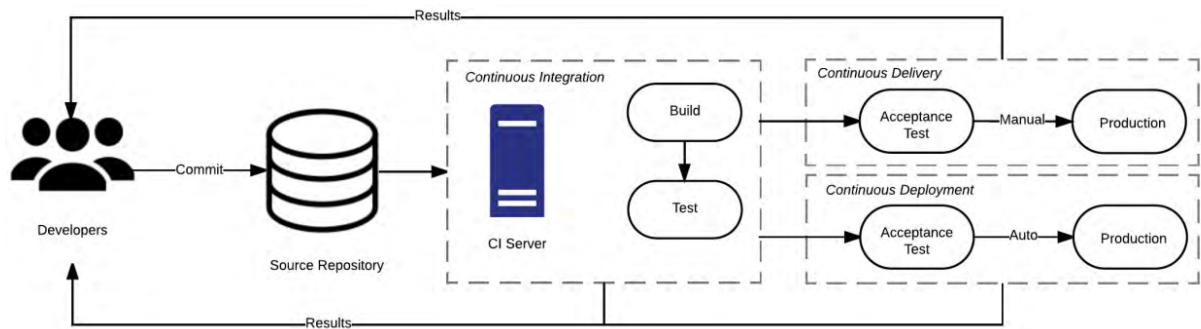 Results
Continuous Integration
Continuous Delivery
Build
Acceptance
Test
Manual
Production
Commit
Continuous Deployment
Test
Acceptance
Test
Auto
Production
Developers
CI Server
Source Repository
Results